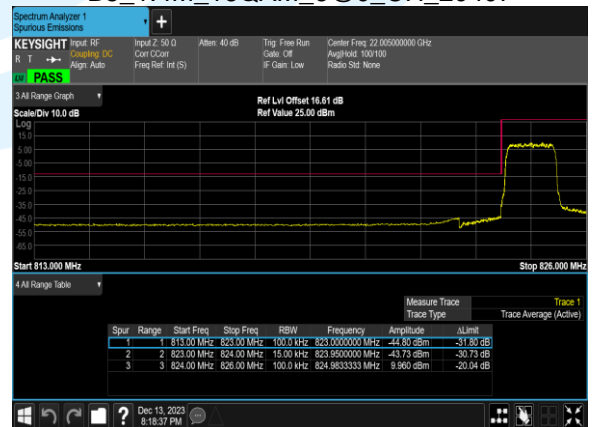 Spectrum Analyzer 1
Spurious Emissions
KEYSIGHT Input: RF Input Z: 50 Ω Atten: 40 dB Trig: Free Run Center Freq: 22.005000000 GHz
R T Coupling: DC Corr CCorr Gate: Off Avg|Hold: 100/100
Align: Auto Freq Ref: Int (S) IF Gain: Low Radio Std: None
LV PASS
3 All Range Graph
Ref Lvl Offset 16.61 dB
Scale/Div 10.0 dB Ref Value 25.00 dBm
Log
15.0
5.00
-5.00
-15.0
-25.0
-35.0
-45.0
-55.0
-65.0
Start 813.000 MHz Stop 826.000 MHz
4 All Range Table
Measure Trace Trace 1
Trace Type Trace Average (Active)
Spur Range Start Freq Stop Freq RBW Frequency Amplitude ΔLimit
1 1 813.00 MHz 823.00 MHz 100.0 kHz 823.0000000 MHz -44.80 dBm -31.80 dB
2 2 823.00 MHz 824.00 MHz 15.00 kHz 823.9500000 MHz -43.73 dBm -30.73 dB
3 3 824.00 MHz 826.00 MHz 100.0 kHz 824.9833333 MHz 9.960 dBm -20.04 dB
Dec 13, 2023
8:18:37 PM